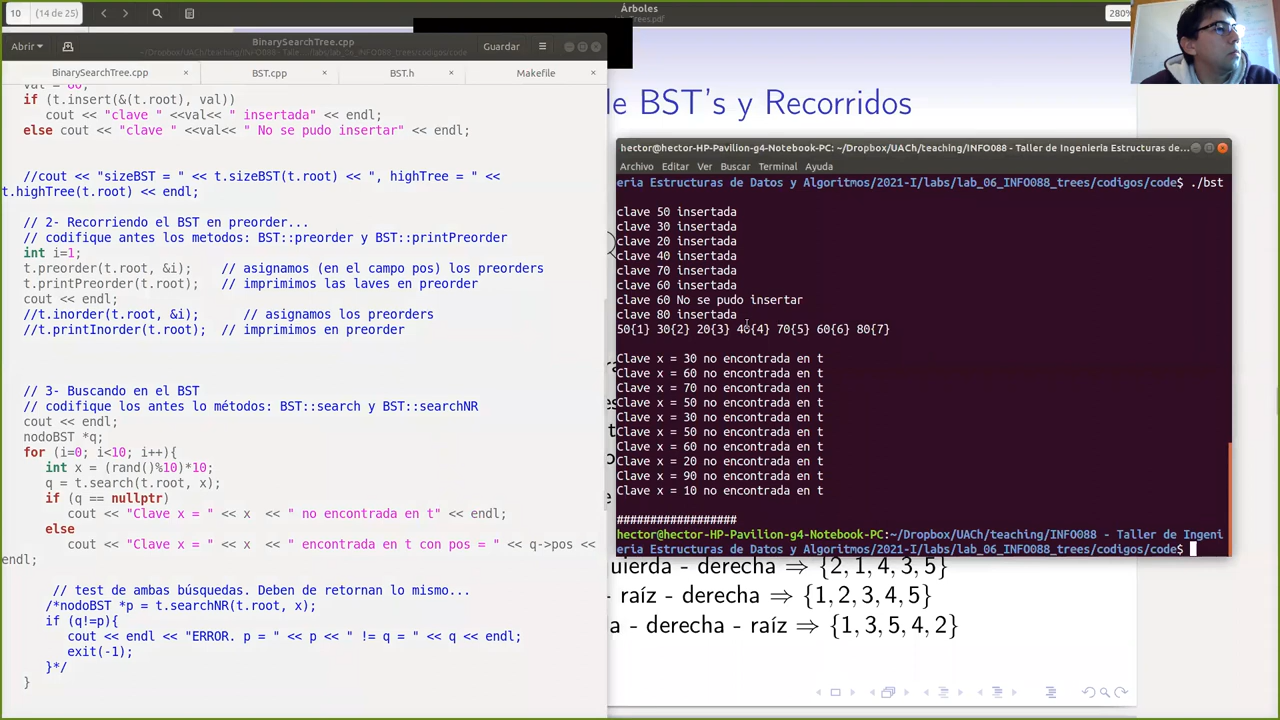 10 (14 de 25)
Árboles
280%
Abrir
BinarySearchTree.cpp
Guardar
BinarySearchTree.cpp
BST.cpp
BST.h
Makefile
val = 80;
if (t.insert(&(t.root), val))
cout << "clave " <<val<< " insertada" << endl;
else cout << "clave " <<val<< " No se pudo insertar" << endl;
//cout << "sizeBST = " << t.sizeBST(t.root) << ", highTree = " <<
t.highTree(t.root) << endl;
// 2- Recorriendo el BST en preorder...
// codifique antes los metodos: BST::preorder y BST::printPreorder
int i=1;
t.preorder(t.root, &i); // asignamos (en el campo pos) los preorders
t.printPreorder(t.root); // imprimimos las laves en preorder
cout << endl;
//t.inorder(t.root, &i); // asignamos los preorders
//t.printInorder(t.root); // imprimimos en preorder
// 3- Buscando en el BST
// codifique los antes lo métodos: BST::search y BST::searchNR
cout << endl;
nodoBST *q;
for (i=0; i<10; i++){
int x = (rand()%10)*10;
q = t.search(t.root, x);
if (q == nullptr)
cout << "Clave x = " << x << " no encontrada en t" << endl;
else
cout << "Clave x = " << x << " encontrada en t con pos = " << q->pos <<
endl;
// test de ambas búsquedas. Deben de retornan lo mismo...
/*nodoBST *p = t.searchNR(t.root, x);
if (q!=p){
cout << endl << "ERROR. p = " << p << " != q = " << q << endl;
exit(-1);
}*/
}
de BST's y Recorridos
hector@hector-HP-Pavilion-g4-Notebook-PC: ~/Dropbox/UACh/teaching/INFO088 - Taller de Ingenieria Estructuras de...
Archivo Editar Ver Buscar Terminal Ayuda
eria Estructuras de Datos y Algoritmos/2021-I/labs/lab_06_INFO088_trees/codigos/code$ ./bst
clave 50 insertada
clave 30 insertada
clave 20 insertada
clave 40 insertada
clave 70 insertada
clave 60 insertada
clave 60 No se pudo insertar
clave 80 insertada
50{1} 30{2} 20{3} 40{4} 70{5} 60{6} 80{7}
Clave x = 30 no encontrada en t
Clave x = 60 no encontrada en t
Clave x = 70 no encontrada en t
Clave x = 50 no encontrada en t
Clave x = 30 no encontrada en t
Clave x = 50 no encontrada en t
Clave x = 60 no encontrada en t
Clave x = 20 no encontrada en t
Clave x = 90 no encontrada en t
Clave x = 10 no encontrada en t
##################
hector@hector-HP-Pavilion-g4-Notebook-PC:~/Dropbox/UACh/teaching/INFO088 - Taller de Ingeni
eria Estructuras de Datos y Algoritmos/2021-I/labs/lab_06_INFO088_trees/codigos/code$
quierda - derecha ⇒ {2, 1, 4, 3, 5}
- raíz - derecha ⇒ {1, 2, 3, 4, 5}
a - derecha - raíz ⇒ {1, 3, 5, 4, 2}